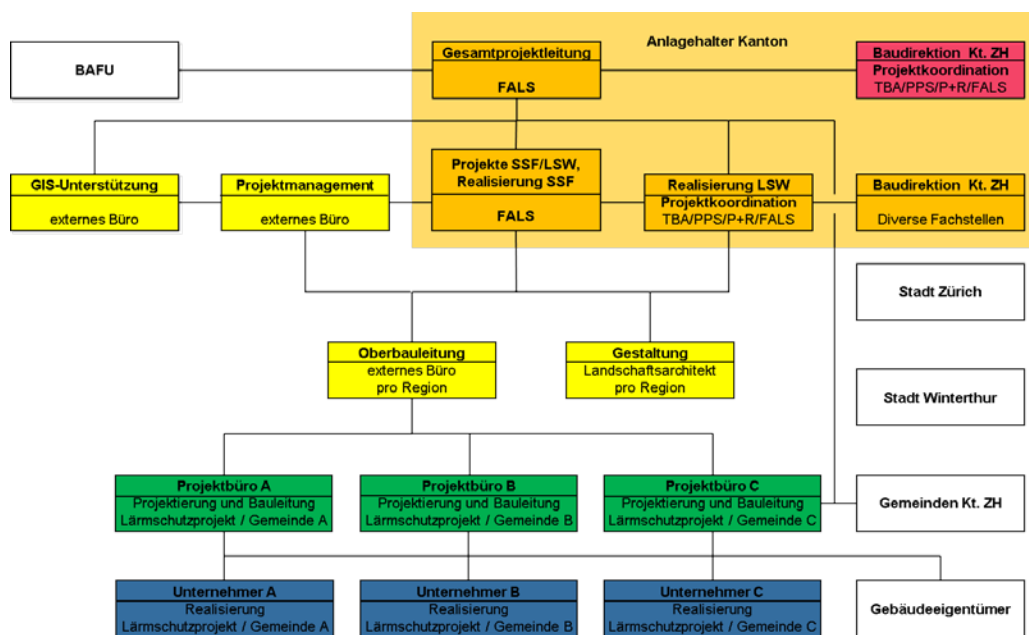 Anlagehalter Kanton
BAFU
Gesamtprojektleitung
FALS
Baudirektion Kt. ZH
Projektkoordination
TBA/PPS/P+R/FALS
GIS-Unterstützung
externes Büro
Projektmanagement
externes Büro
Projekte SSF/LSW,
Realisierung SSF
FALS
Realisierung LSW
Projektkoordination
TBA/PPS/P+R/FALS
Baudirektion Kt. ZH
Diverse Fachstellen
Stadt Zürich
Oberbauleitung
externes Büro
pro Region
Gestaltung
Landschaftsarchitekt
pro Region
Stadt Winterthur
Projektbüro A
Projektierung und Bauleitung
Lärmschutzprojekt / Gemeinde A
Projektbüro B
Projektierung und Bauleitung
Lärmschutzprojekt / Gemeinde B
Projektbüro C
Projektierung und Bauleitung
Lärmschutzprojekt / Gemeinde C
Gemeinden Kt. ZH
Unternehmer A
Realisierung
Lärmschutzprojekt / Gemeinde A
Unternehmer B
Realisierung
Lärmschutzprojekt / Gemeinde B
Unternehmer C
Realisierung
Lärmschutzprojekt / Gemeinde C
Gebäudeeigentümer